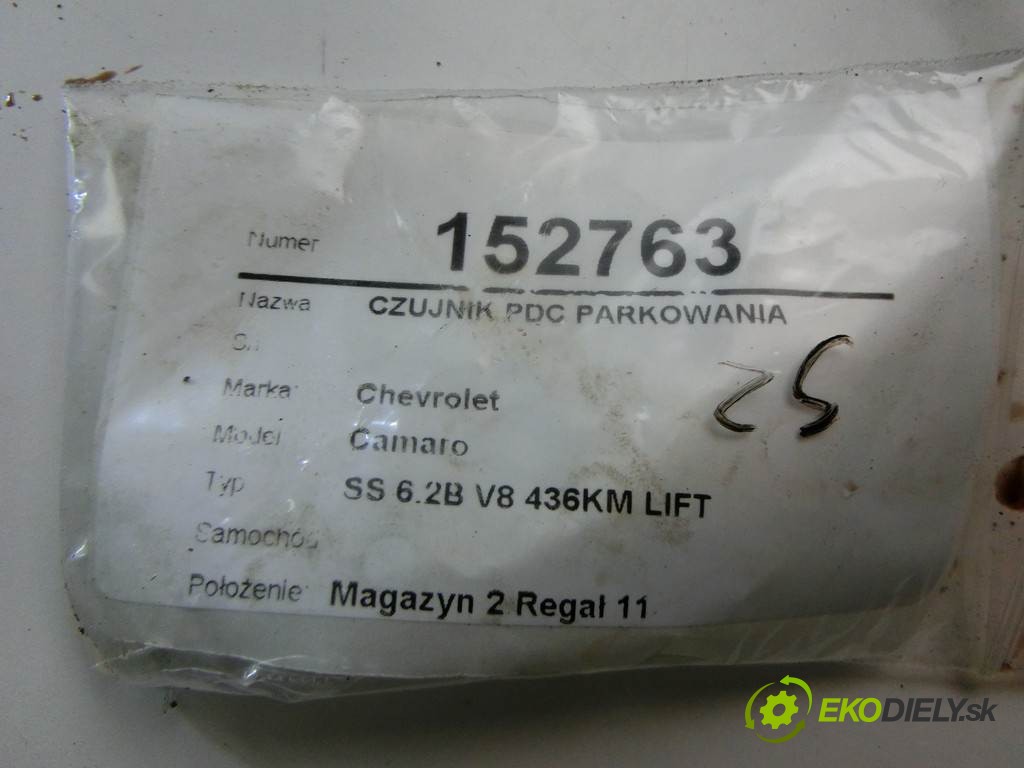 Numer 152763
Nazwa CZUJNIK PDC PARKOWANIA
Marka: Chevrolet
25
Model Camaro
Typ SS 6.2B V8 436KM LIFT
Samochód
Położenie: Magazyn 2 Regał 11
EKODIELY.sk